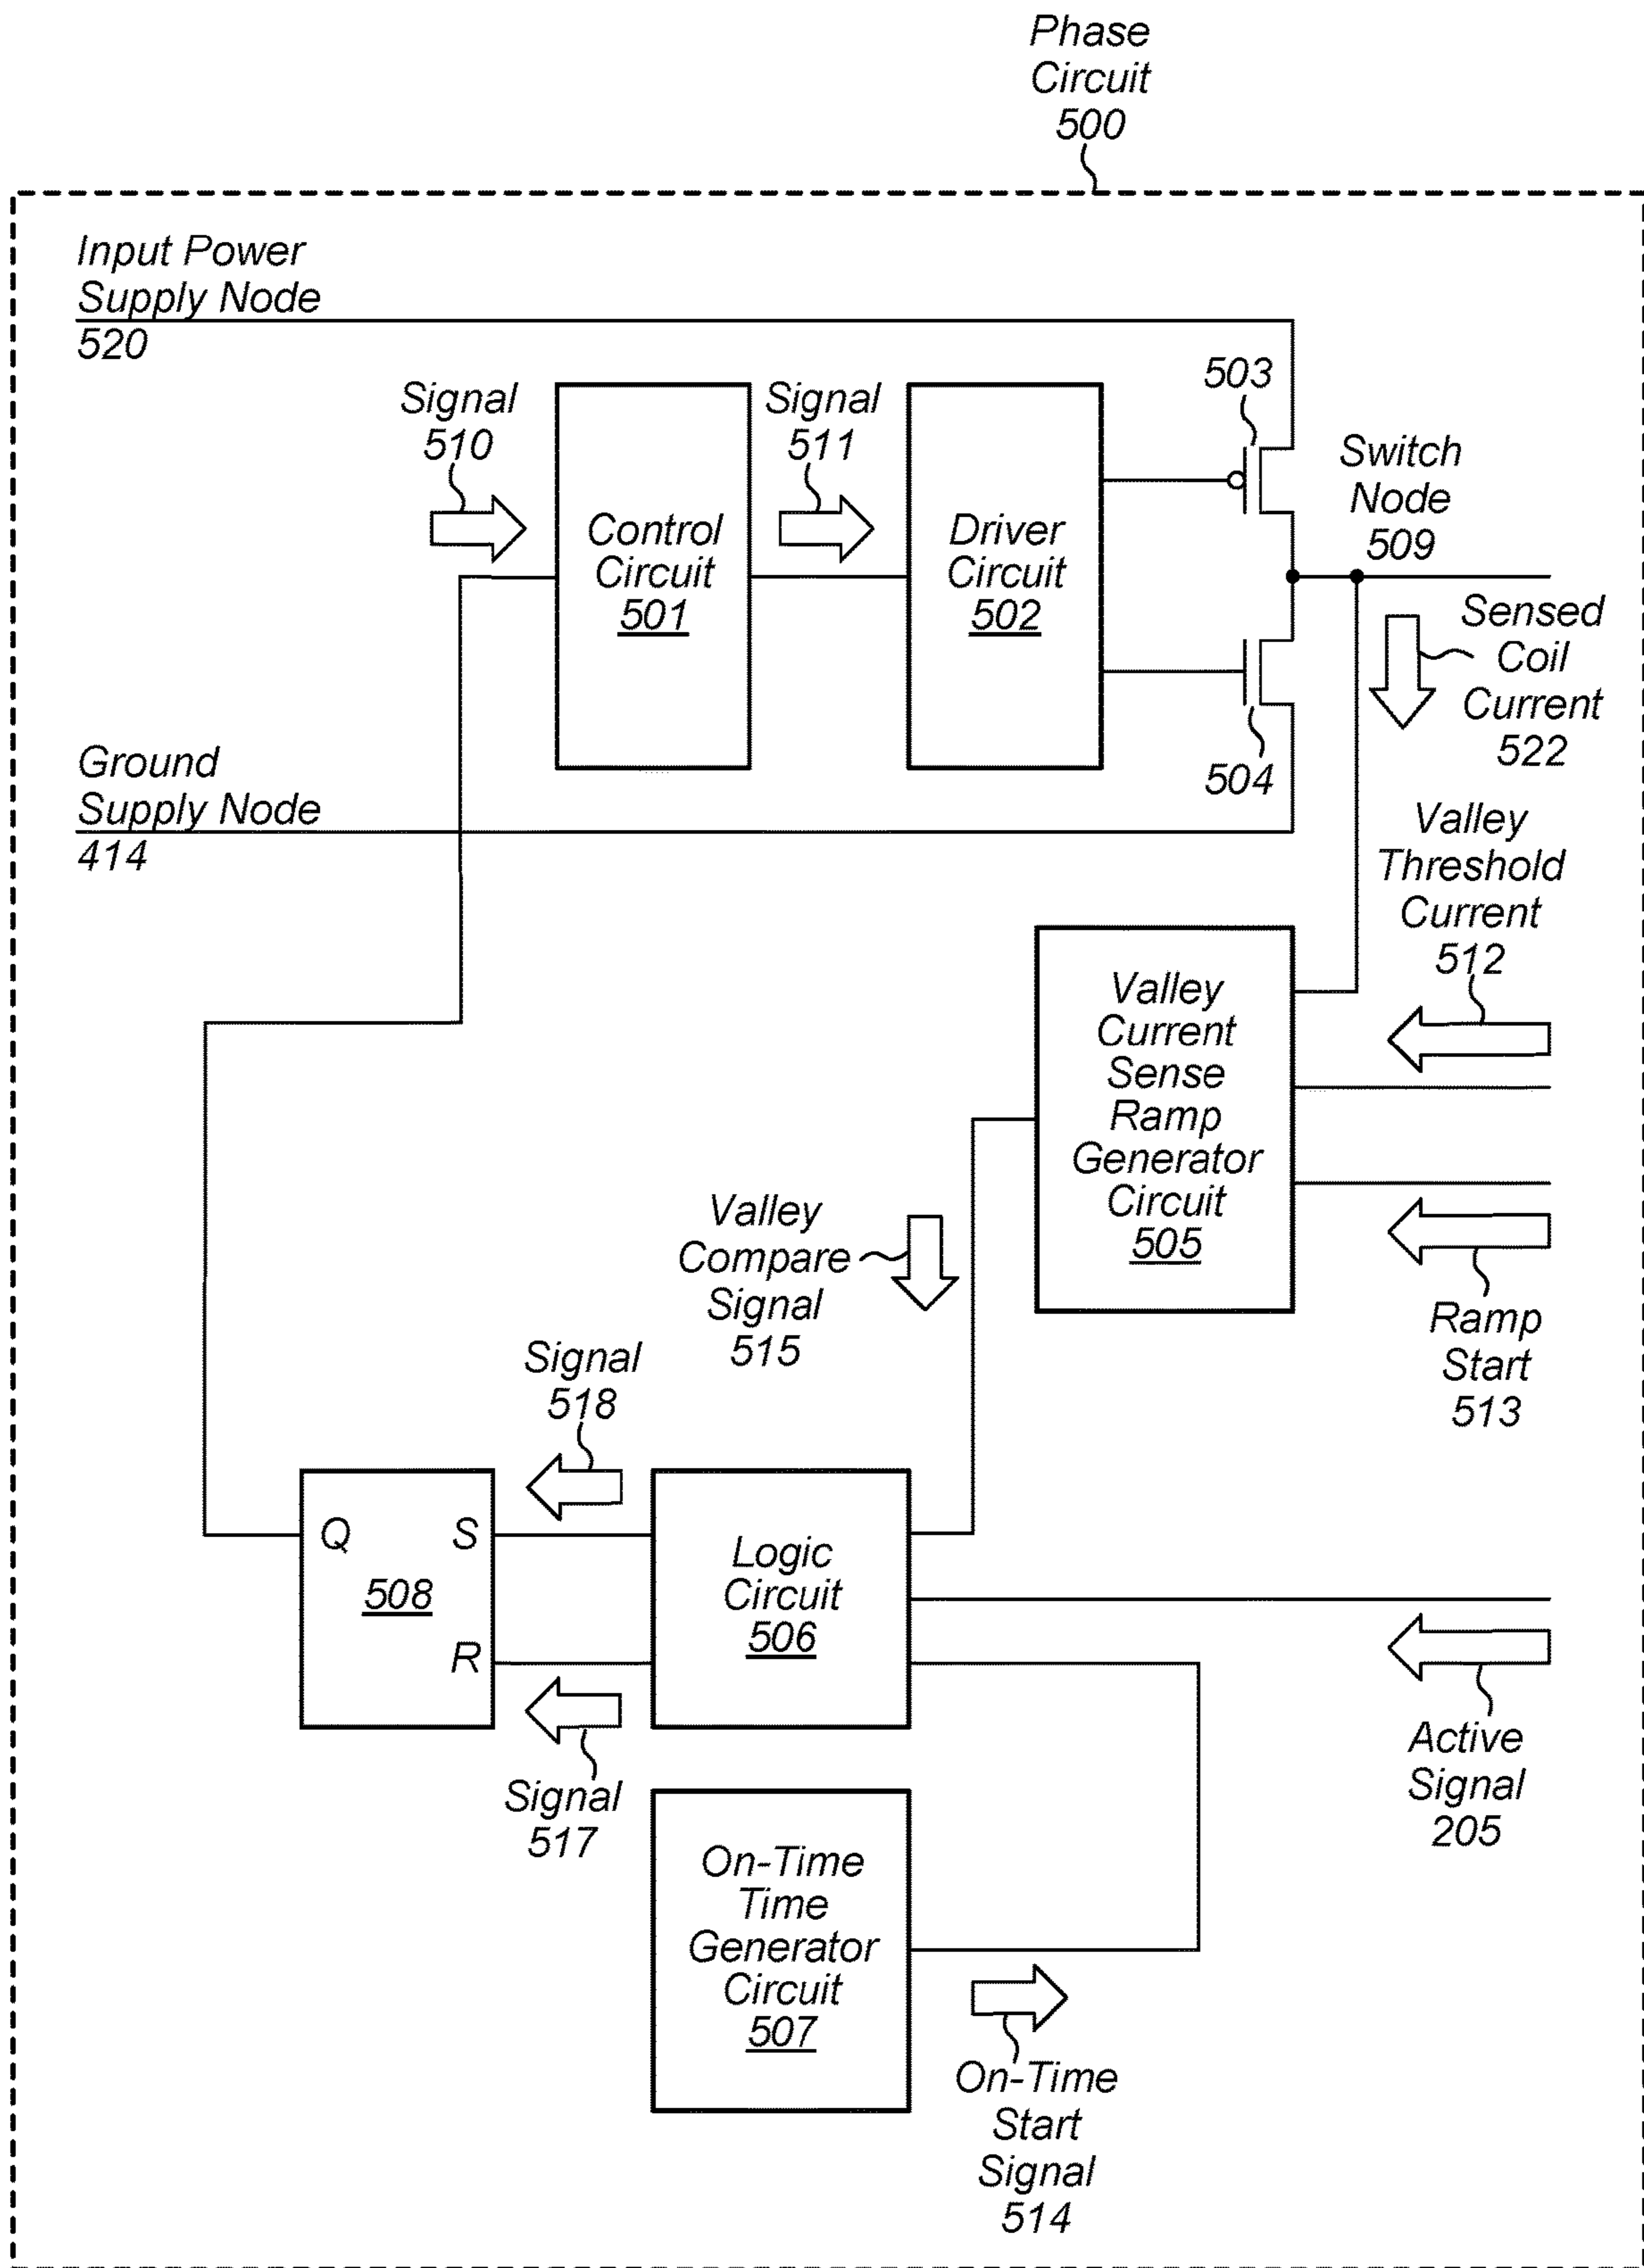 Phase
Circuit
500
Input Power
Supply Node
520
Signal
510
Control
Circuit
501
Signal
511
Driver
Circuit
502
503
Switch
Node
509
504
Sensed
Coil
Current
522
Ground
Supply Node
414
Valley
Threshold
Current
512
Valley
Current
Sense
Ramp
Generator
Circuit
505
Ramp
Start
513
Valley
Compare
Signal
515
Signal
518
Q
S
508
R
Logic
Circuit
506
Active
Signal
205
Signal
517
On-Time
Time
Generator
Circuit
507
On-Time
Start
Signal
514